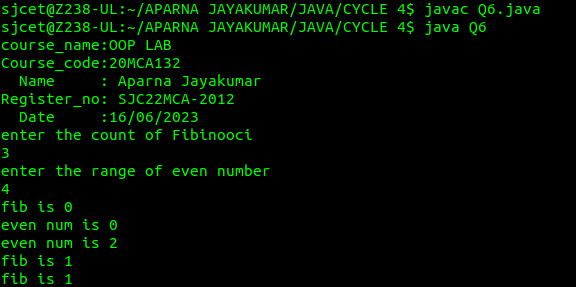 sjcet@Z238-UL:~/APARNA JAYAKUMAR/JAVA/CYCLE 4$ javac Q6.java
sjcet@Z238-UL:~/APARNA JAYAKUMAR/JAVA/CYCLE 4$ java Q6
course_name:OOP LAB
Course_code:20MCA132
  Name     : Aparna Jayakumar
Register_no: SJC22MCA-2012
  Date     :16/06/2023
enter the count of Fibinooci
3
enter the range of even number
4
fib is 0
even num is 0
even num is 2
fib is 1
fib is 1